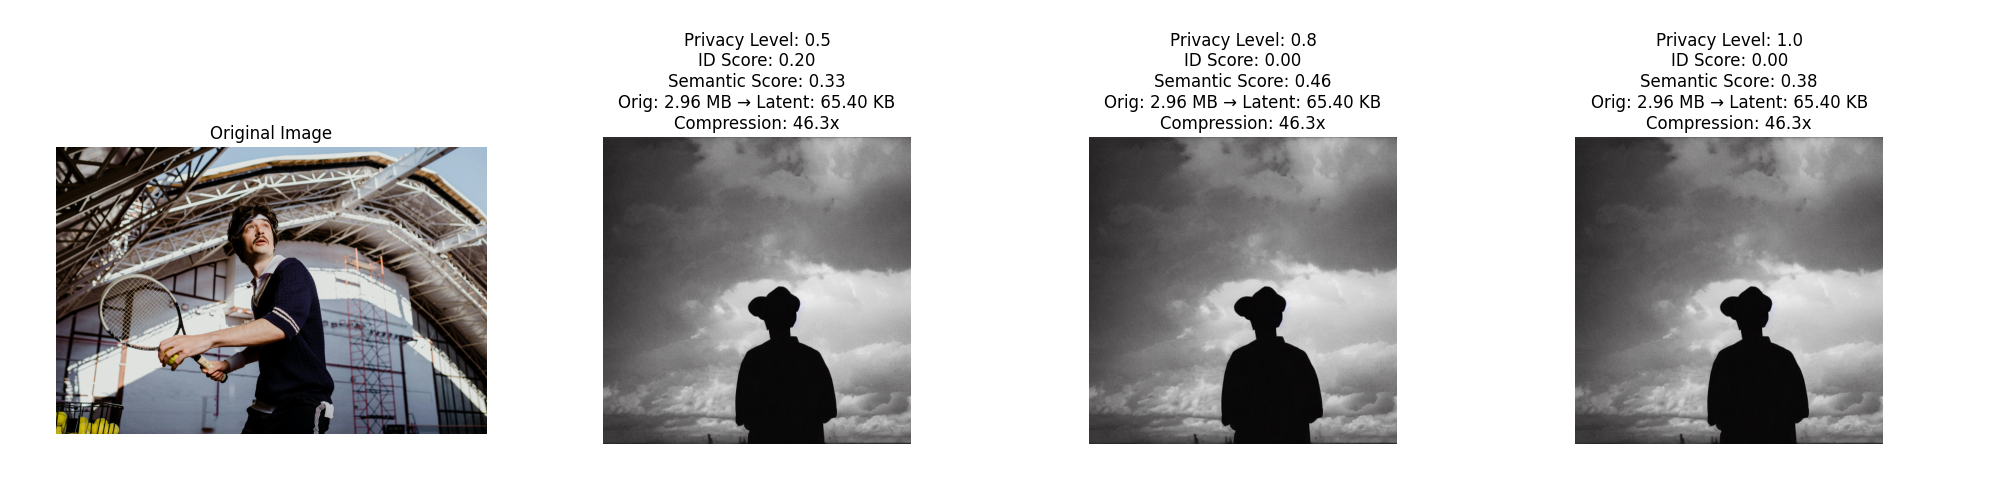 Original Image
Privacy Level: 0.5
ID Score: 0.20
Semantic Score: 0.33
Orig: 2.96 MB → Latent: 65.40 KB
Compression: 46.3x
Privacy Level: 0.8
ID Score: 0.00
Semantic Score: 0.46
Orig: 2.96 MB → Latent: 65.40 KB
Compression: 46.3x
Privacy Level: 1.0
ID Score: 0.00
Semantic Score: 0.38
Orig: 2.96 MB → Latent: 65.40 KB
Compression: 46.3x